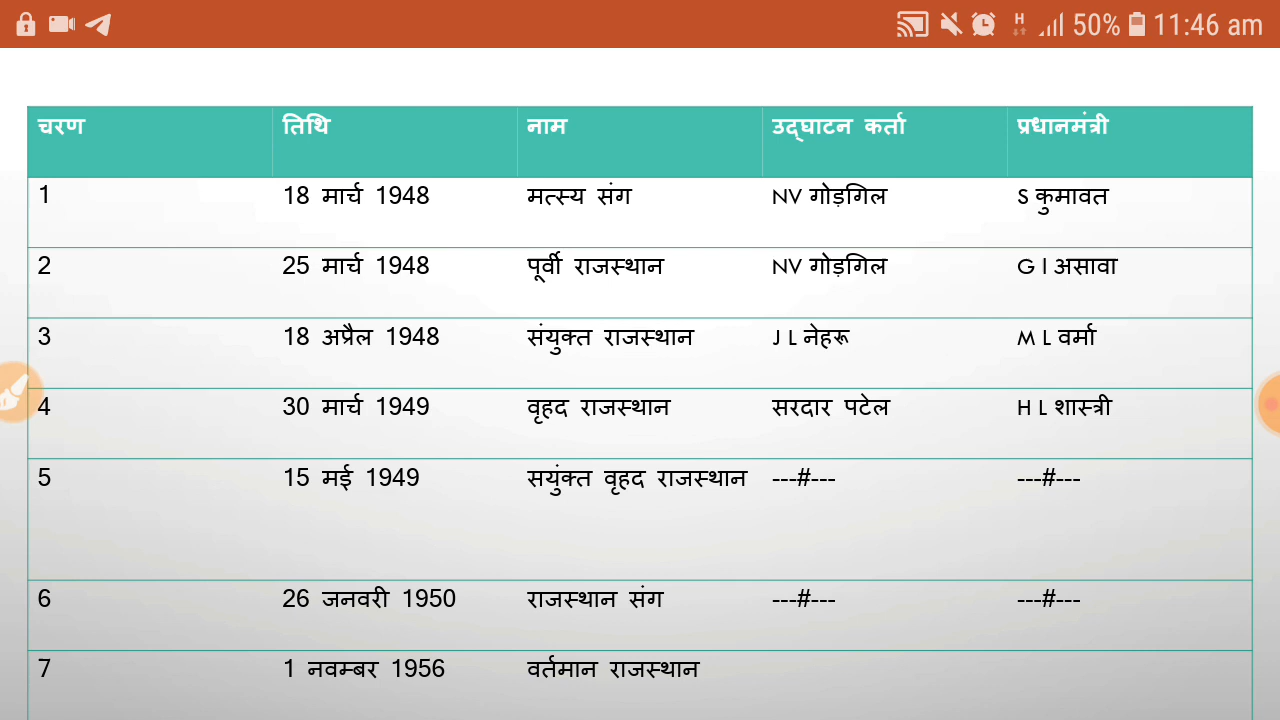 H 50% 11:46 am
चरण तिथि नाम उद्घाटन कर्ता प्रधानमंत्री
1 18 मार्च 1948 मत्स्य संग NV गोड़गिल S कुमावत
2 25 मार्च 1948 पूर्वी राजस्थान NV गोड़गिल G l असावा
3 18 अप्रैल 1948 संयुक्त राजस्थान J L नेहरू M L वर्मा
4 30 मार्च 1949 वृहद राजस्थान सरदार पटेल H L शास्त्री
5 15 मई 1949 सयुंक्त वृहद राजस्थान ---#--- ---#---
6 26 जनवरी 1950 राजस्थान संग ---#--- ---#---
7 1 नवम्बर 1956 वर्तमान राजस्थान